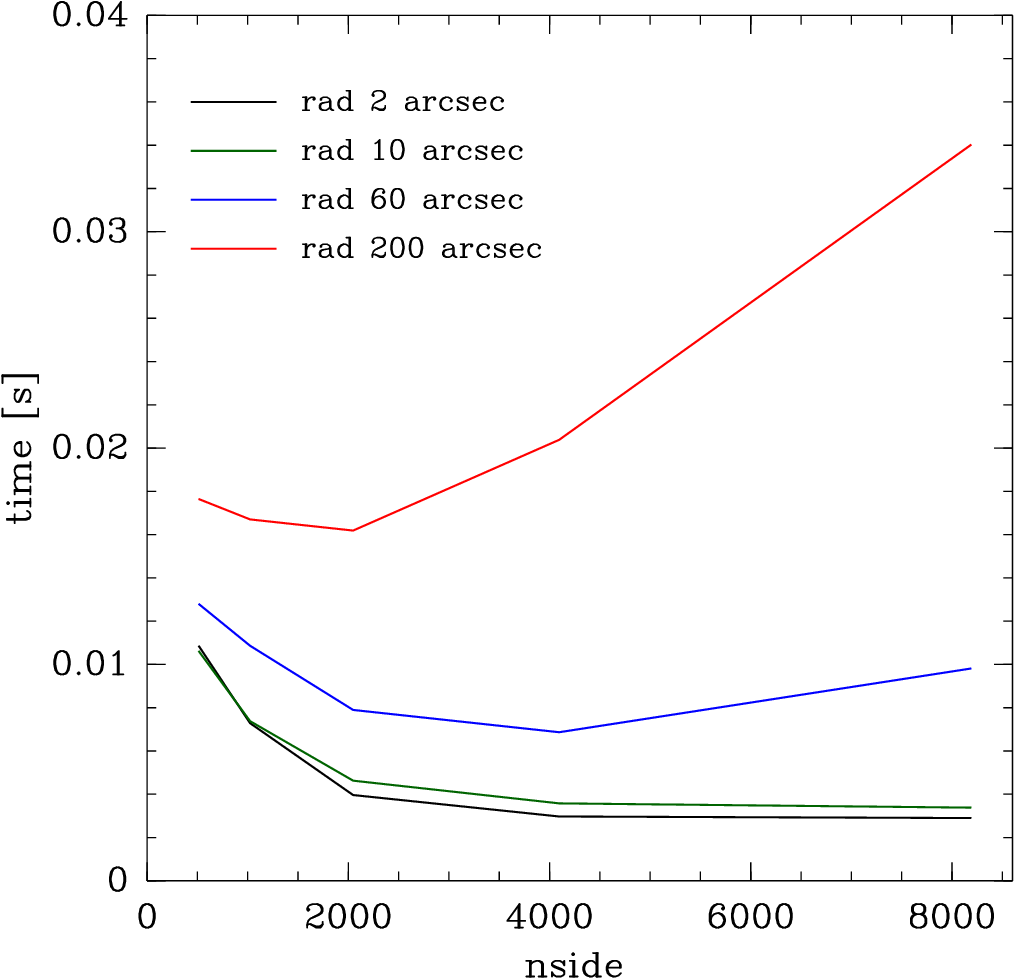 0.04
rad 2 arcsec
rad 10 arcsec
rad 60 arcsec
rad 200 arcsec
0.03
time [s]
0.02
0.01
0
0 2000 4000 6000 8000
nside